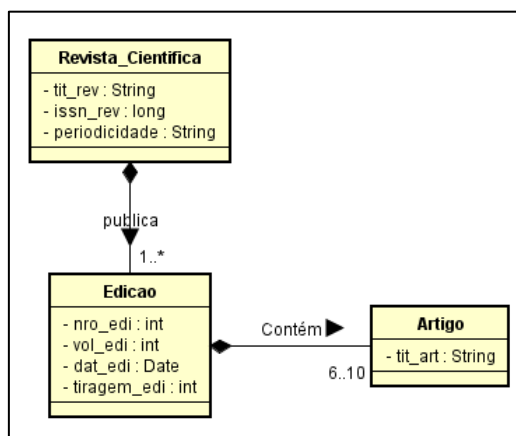 Revista_Científica
- tit_rev : String
- issn_rev : long
- periodicidade : String
publica
1..*
Edicao
- nro_edi : int
- vol_edi : int
- dat_edi : Date
- tiragem_edi : int
Contém
6..10
Artigo
- tit_art : String